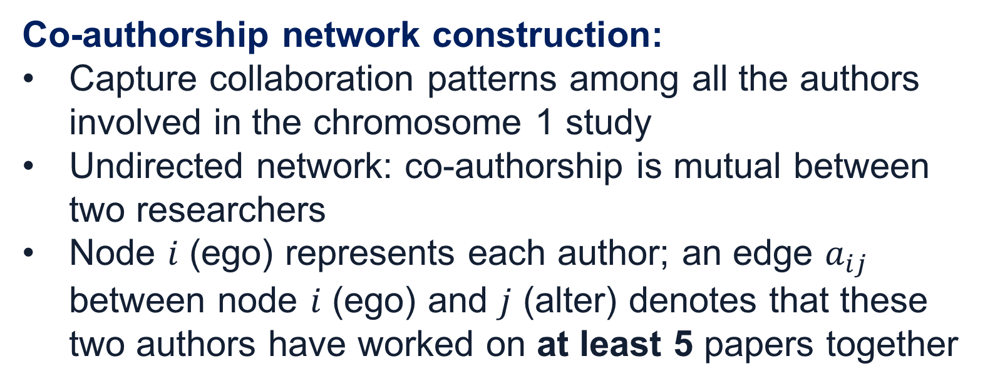 Co-authorship network construction:
• Capture collaboration patterns among all the authors
involved in the chromosome 1 study
• Undirected network: co-authorship is mutual between
two researchers
• Node i (ego) represents each author; an edge aᵢⱼ
between node i (ego) and j (alter) denotes that these
two authors have worked on at least 5 papers together